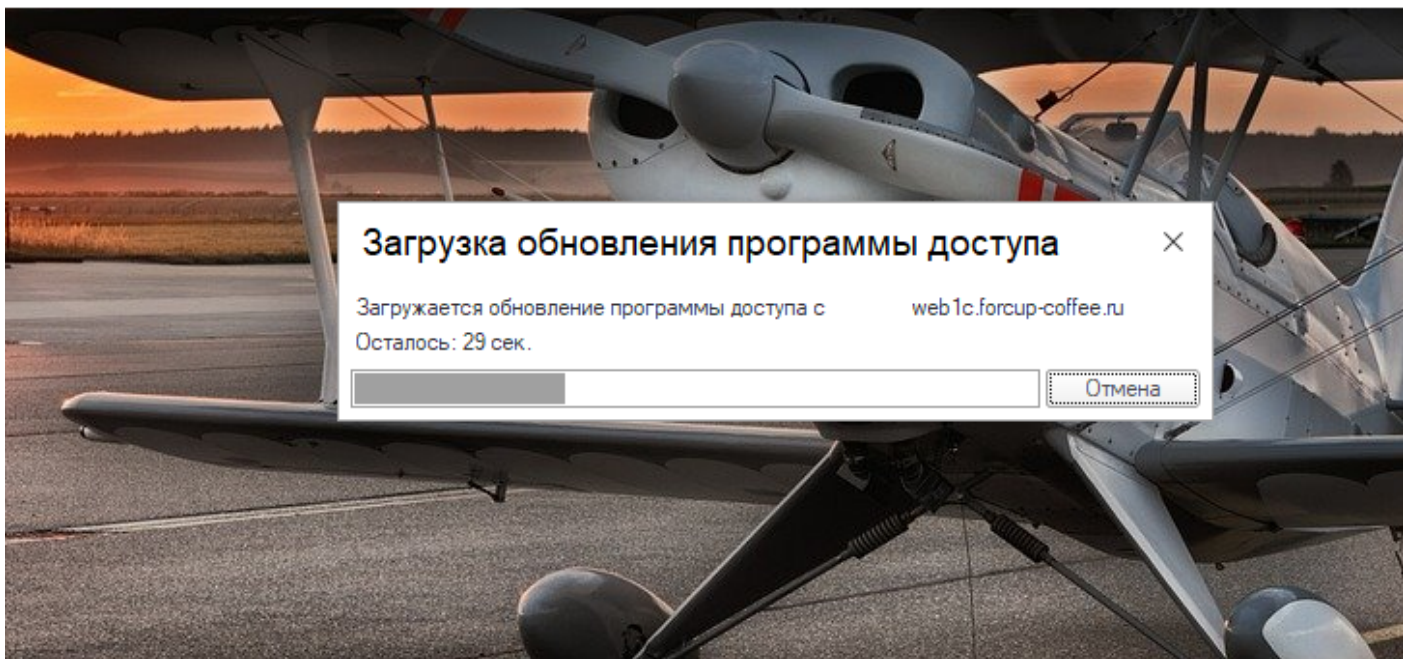 Загрузка обновления программы доступа
Загружается обновление программы доступа с web1c.forcup-coffee.ru
Осталось: 29 сек.
Отмена